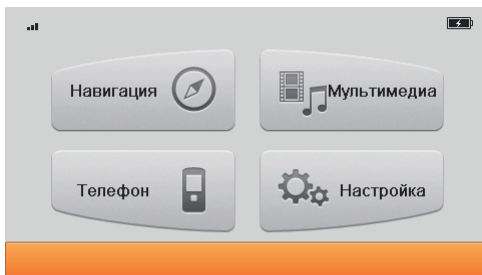 Навигация
Мультимедиа
Телефон
Настройка